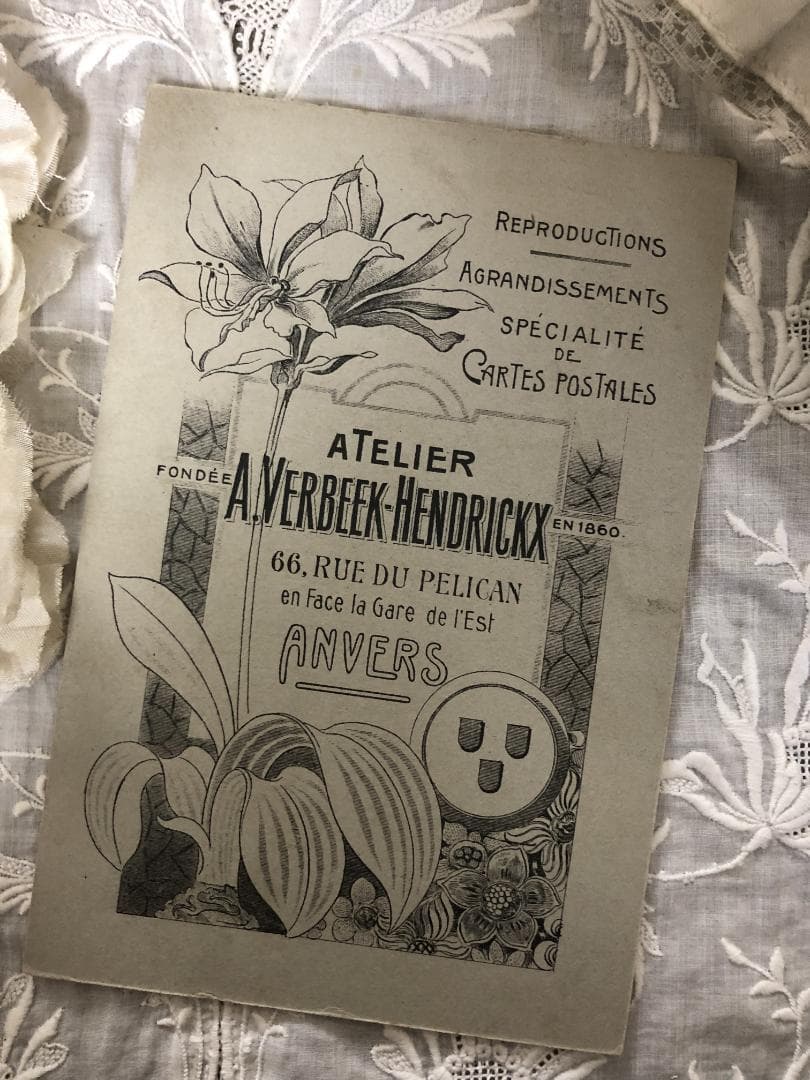 REPRODUCTIONS
AGRANDISSEMENTS
SPÉCIALITÉ
DE
CARTES POSTALES
ATELIER
FONDÉE A. VERBEEK-HENDRICKX EN 1860.
66, RUE DU PELICAN
en Face la Gare de l'Est
ANVERS